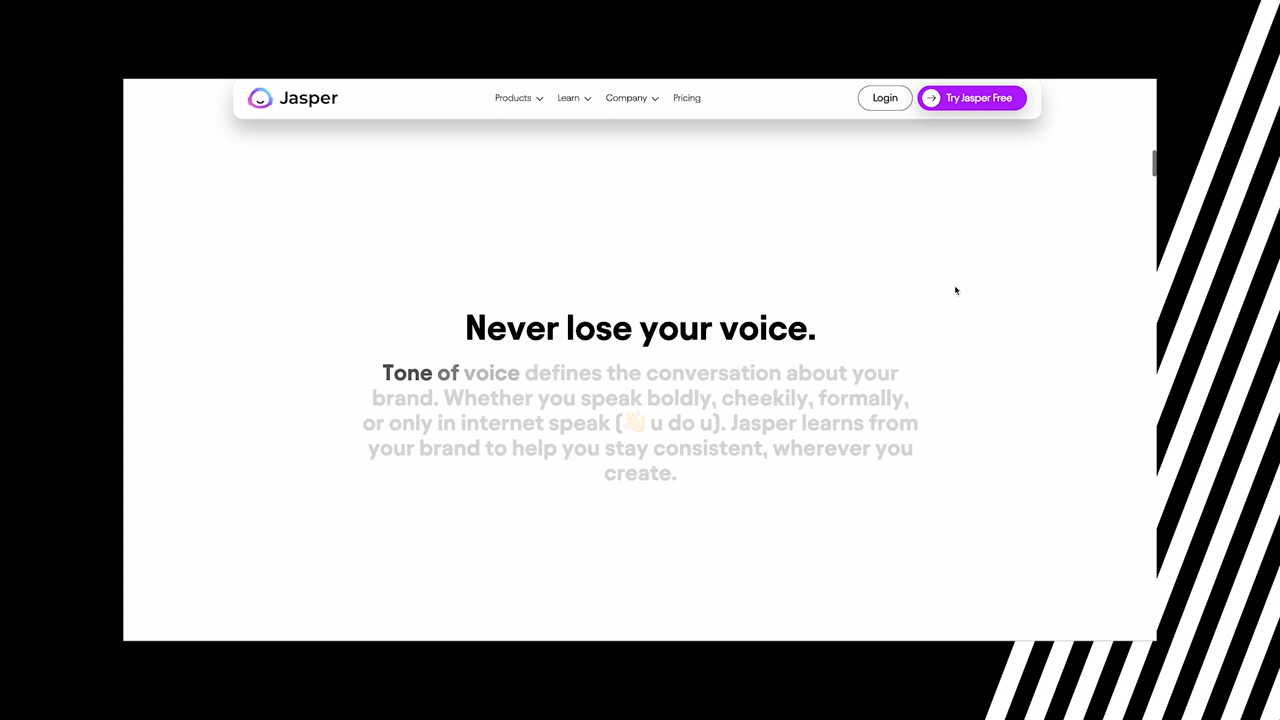 Jasper
Products Learn Company Pricing
Login
Try Jasper Free
Never lose your voice.
Tone of voice defines the conversation about your
brand. Whether you speak boldly, cheekily, formally,
or only in internet speak (👋 u do u). Jasper learns from
your brand to help you stay consistent, wherever you
create.